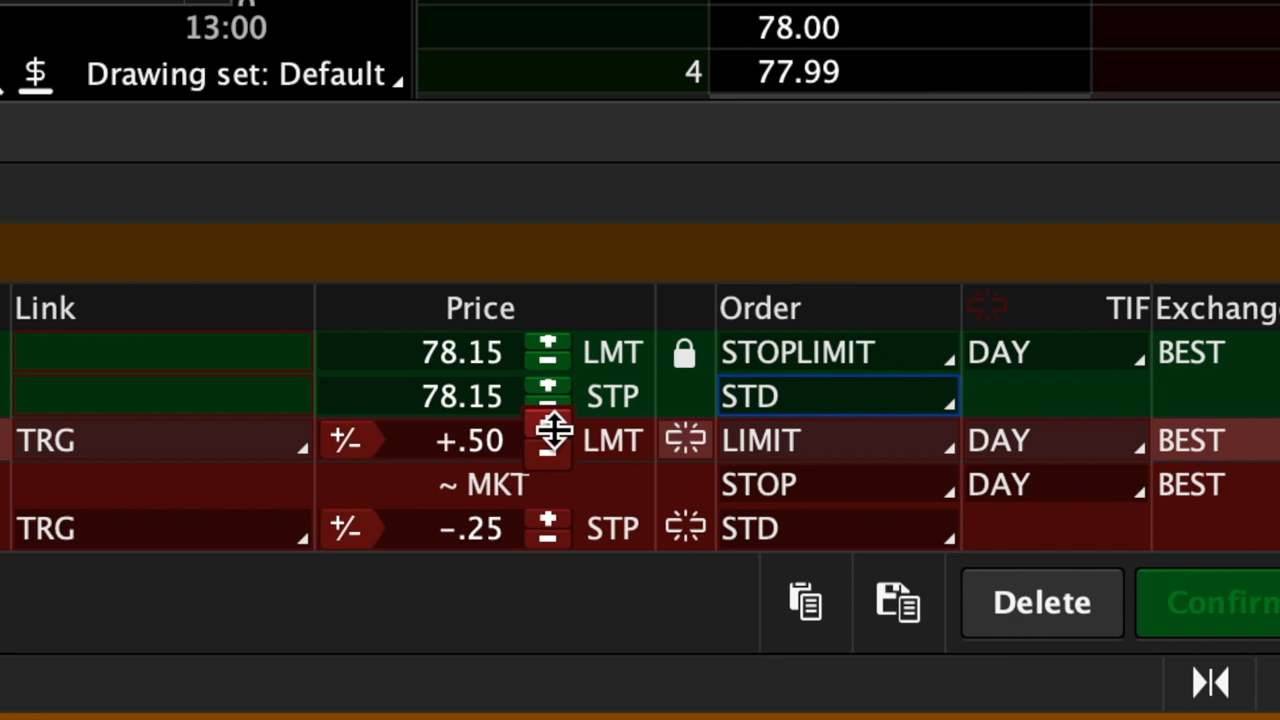 13:00
78.00
$ Drawing set: Default
4 77.99
Link Price Order TIF Exchang
78.15 LMT STOPLIMIT DAY BEST
78.15 STP STD
TRG +/- +.50 LMT LIMIT DAY BEST
~ MKT STOP DAY BEST
TRG +/- -.25 STP STD
Delete Confirm